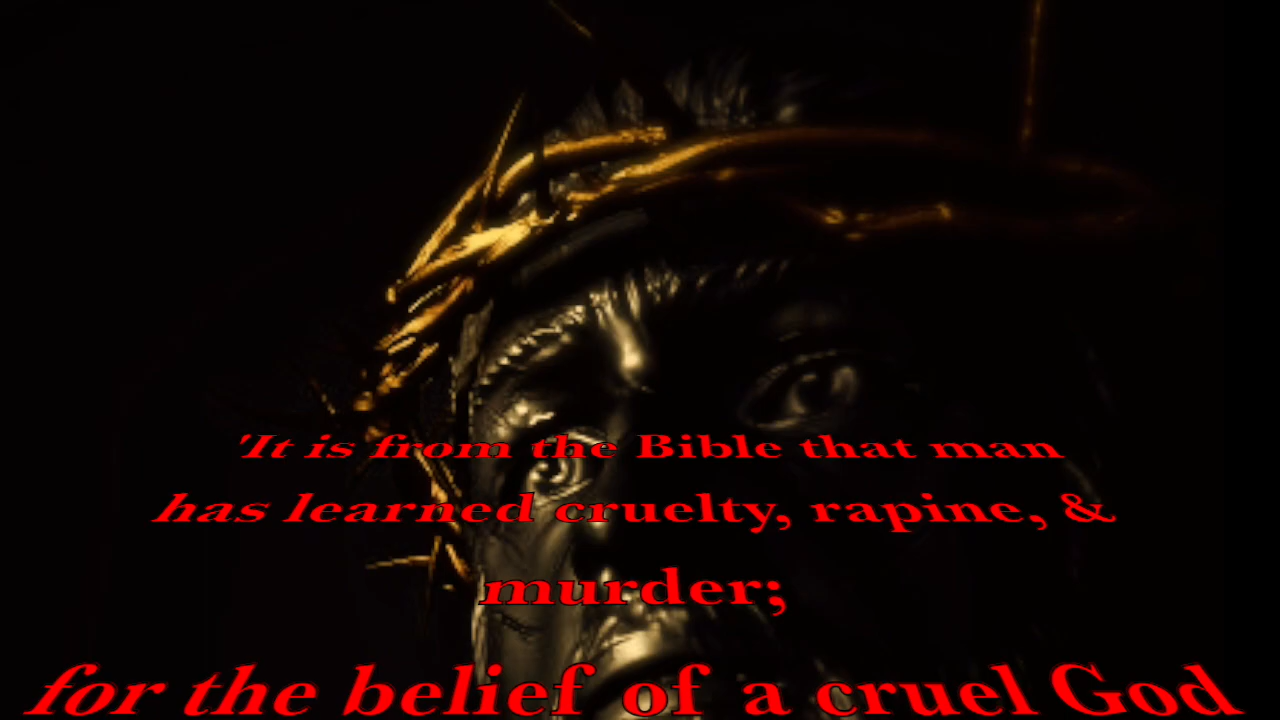 'It is from the Bible that man
has learned cruelty, rapine, &
murder;
for the belief of a cruel God